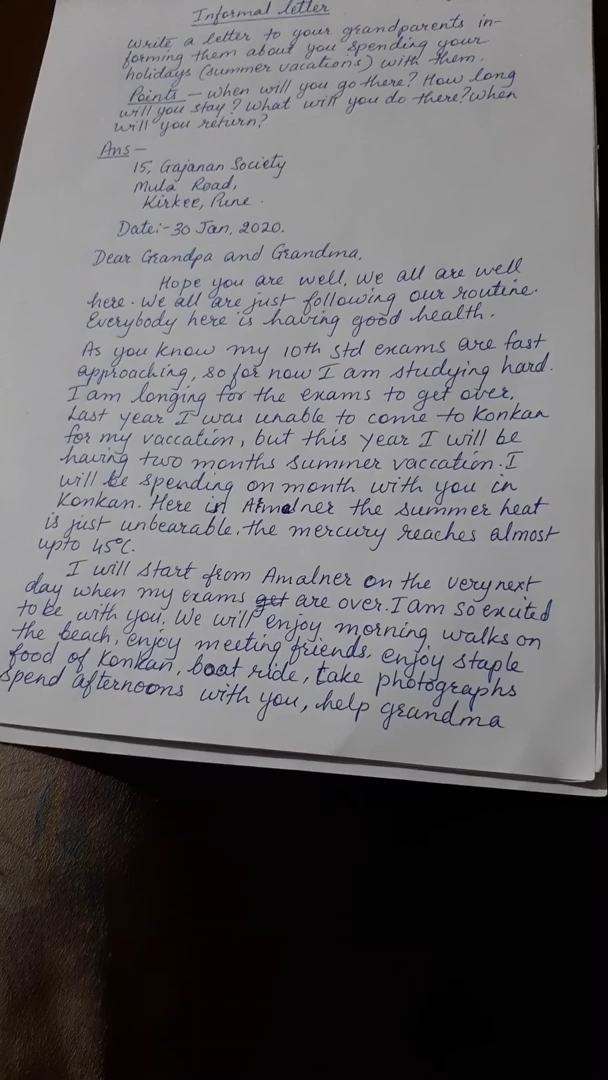 Informal letter
Write a letter to your grandparents in-
forming them about you spending your
holidays (summer vacations) with them.
Points - when will you go there? How long
will you stay? What will you do there? When
will you return?
Ans -
15, Gajanan Society
Mula Road,
Kirkee, Pune.
Date:- 30 Jan, 2020.
Dear Grandpa and Grandma,
Hope you are well. We all are well
here. We all are just following our routine.
Everybody here is having good health.
As you know my 10th std exams are fast
approaching, so for now I am studying hard.
I am longing for the exams to get over.
Last year I was unable to come to Konkan
for my vaccation, but this year I will be
having two months summer vaccation. I
will be spending on month with you in
Konkan. Here in Amalner the summer heat
is just unbearable. the mercury reaches almost
upto 45°C.
I will start from Amalner on the very next
day when my exams get are over. I am so excited
to be with you. We will enjoy morning walks on
the beach, enjoy meeting friends, enjoy staple
food of Konkan, boat ride, take photographs
spend afternoons with you, help grandma